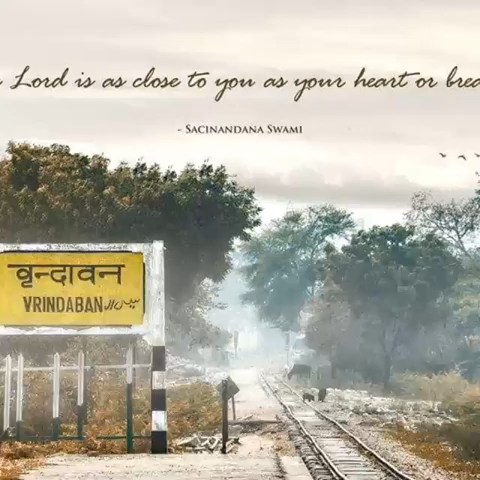 Lord is as close to you as your heart or
- Sacinandana Swami
वृन्दावन
VRINDABAN